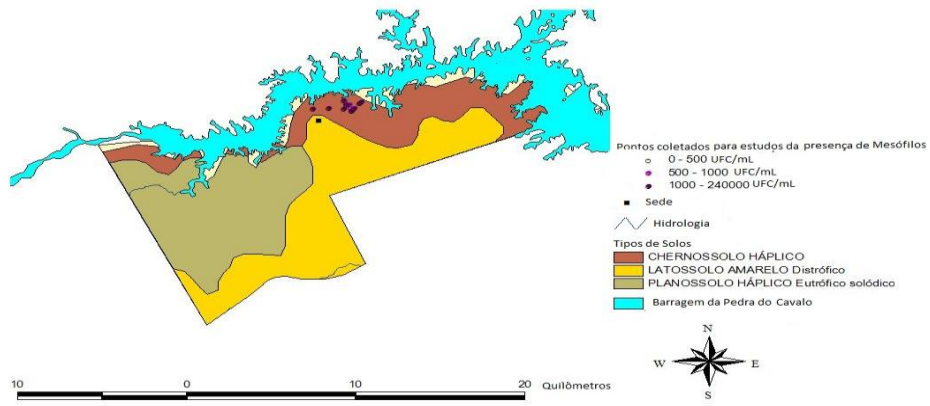 Pontos coletados para estudos da presença de Mesófilos
0 - 500 UFC/mL
500 - 1000 UFC/mL
1000 - 240000 UFC/mL
Sede
Hidrologia
Tipos de Solos
CHERNOSSOLO HÁPLICO
LATOSSOLO AMARELO Distrófico
PLANOSSOLO HÁPLICO Eutrófico solódico
Barragem da Pedra do Cavalo
N
W E
S
10 0 10 20 Quilômetros